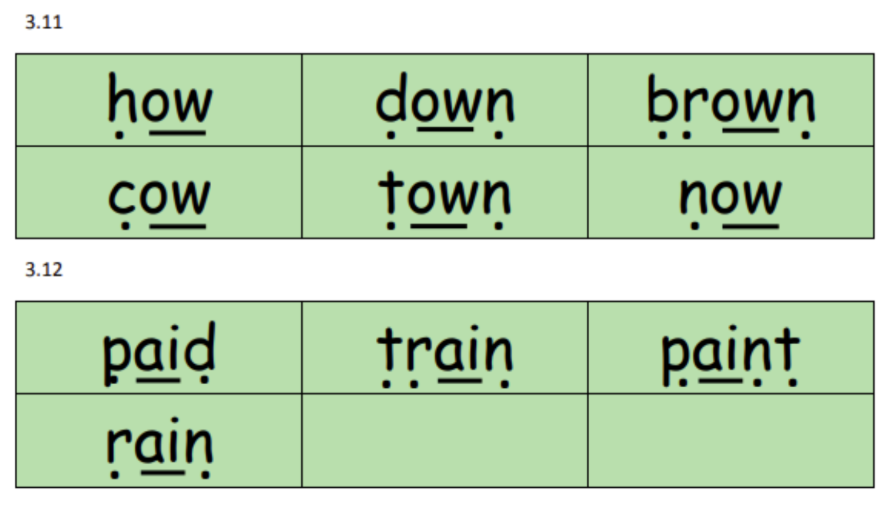 3.11
how down brown
cow town now
3.12
paid train paint
rain